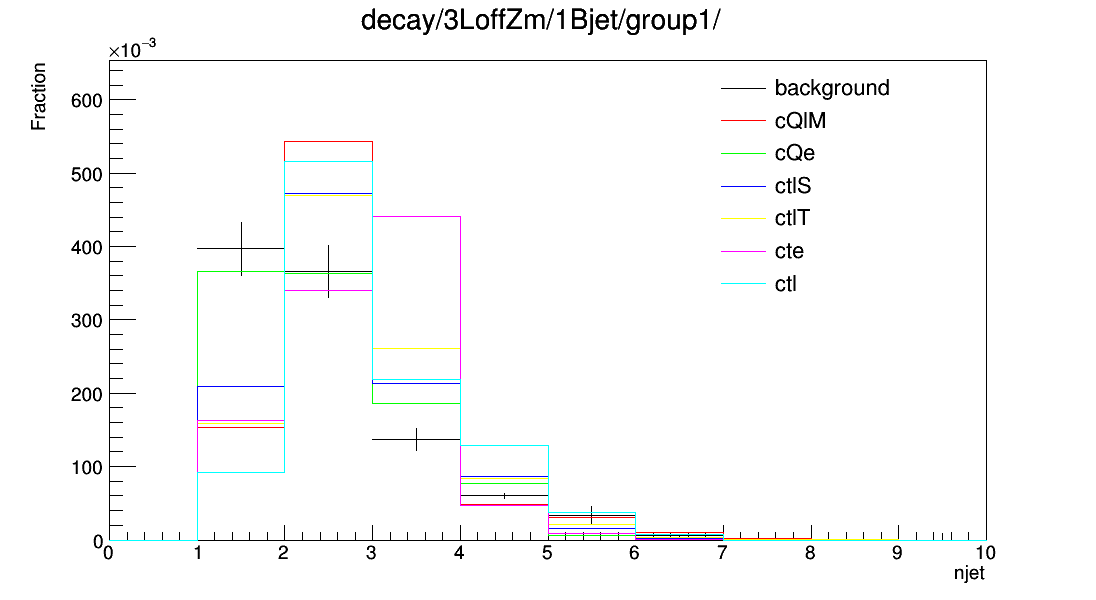 decay/3LoffZm/1Bjet/group1/
×10⁻³
Fraction
600
500
400
300
200
100
0
background
cQlM
cQe
ctlS
ctlT
cte
ctl
0 1 2 3 4 5 6 7 8 9 10
njet